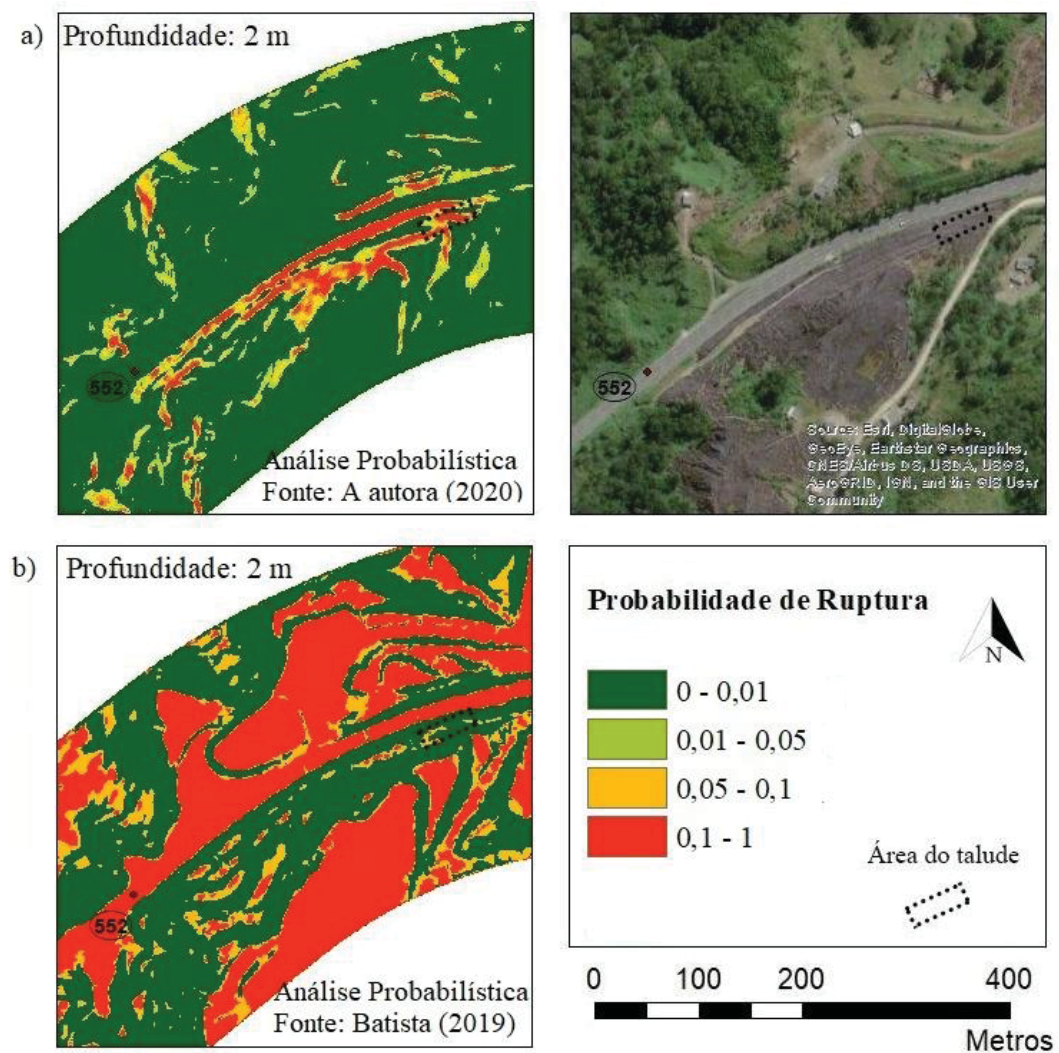 a)
Profundidade: 2 m
552
Análise Probabilística
Fonte: A autora (2020)
552
Source: Esri, DigitalGlobe,
GeoEye, Earthstar Geographics,
CNES/Airbus DS, USDA, USGS,
AeroGRID, IGN, and the GIS User
Community
b)
Profundidade: 2 m
552
Análise Probabilística
Fonte: Batista (2019)
Probabilidade de Ruptura
N
0 - 0,01
0,01 - 0,05
0,05 - 0,1
0,1 - 1
Área do talude
0 100 200 400
Metros